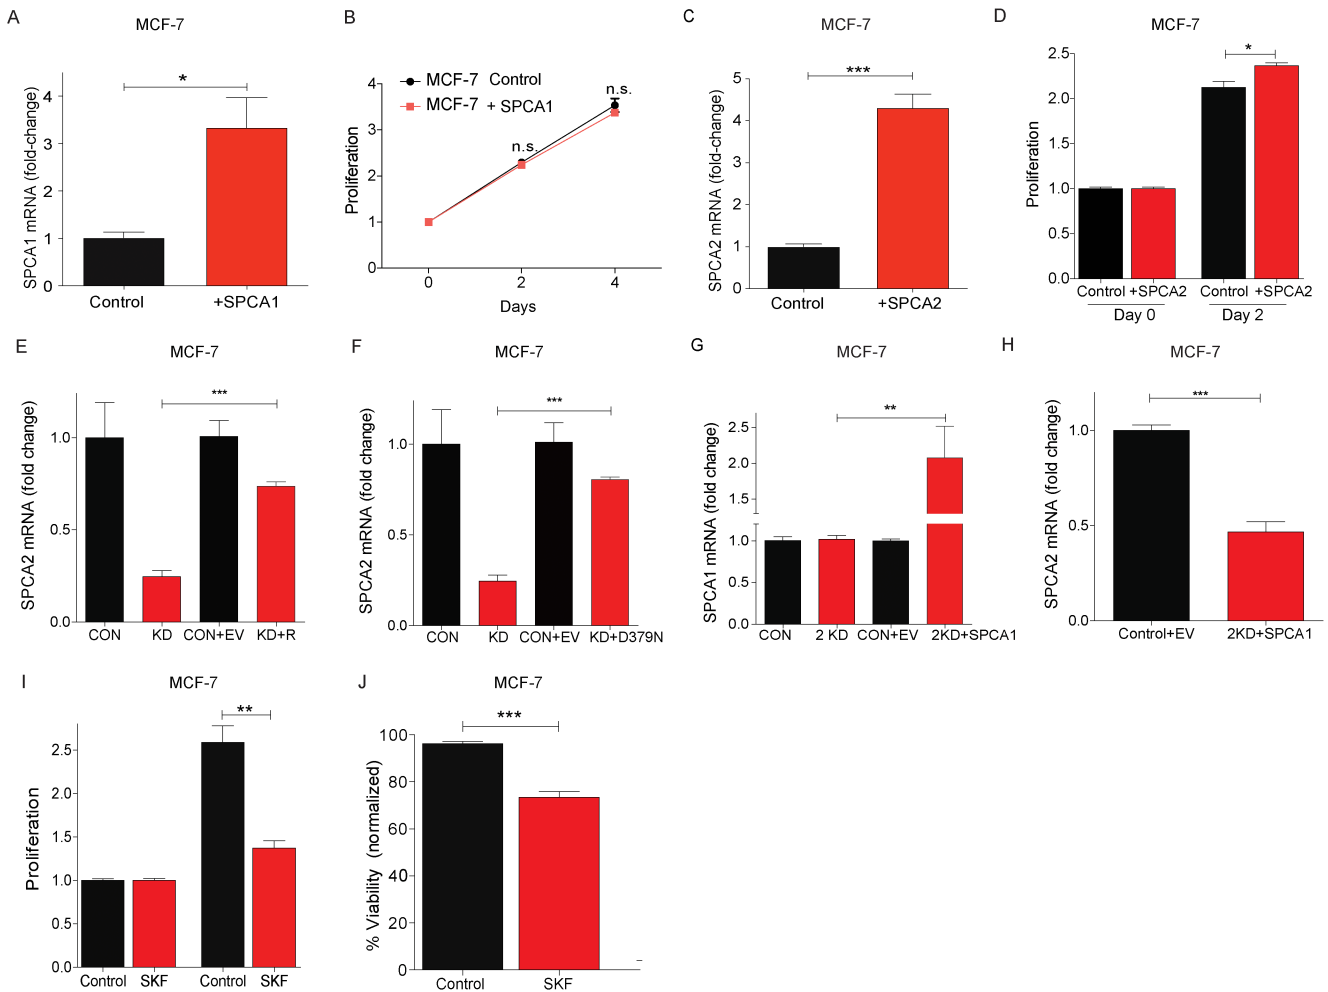 A
MCF-7
SPCA1 mRNA (fold-change)
4
3
2
1
0
*
Control
+SPCA1
B
MCF-7
Proliferation
4
3
2
1
0
MCF-7 Control
MCF-7 + SPCA1
n.s.
n.s.
0
2
4
Days
C
MCF-7
SPCA2 mRNA (fold-change)
5
4
3
2
1
0
***
Control
+SPCA2
D
MCF-7
Proliferation
2.5
2.0
1.5
1.0
0.5
0.0
*
Control +SPCA2
Control +SPCA2
Day 0
Day 2
E
MCF-7
SPCA2 mRNA (fold change)
1.0
0.5
0.0
***
CON
KD
CON+EV
KD+R
F
MCF-7
SPCA2 mRNA (fold change)
1.0
0.5
0.0
***
CON
KD
CON+EV
KD+D379N
G
MCF-7
SPCA1 mRNA (fold change)
2.5
2.0
1.5
1.0
0.5
0.0
**
CON
2 KD
CON+EV
2KD+SPCA1
H
MCF-7
SPCA2 mRNA (fold change)
1.0
0.5
0.0
***
Control+EV
2KD+SPCA1
I
MCF-7
Proliferation
2.5
2.0
1.5
1.0
0.5
0.0
**
Control
SKF
Control
SKF
J
MCF-7
% Viability (normalized)
100
80
60
40
20
0
***
Control
SKF